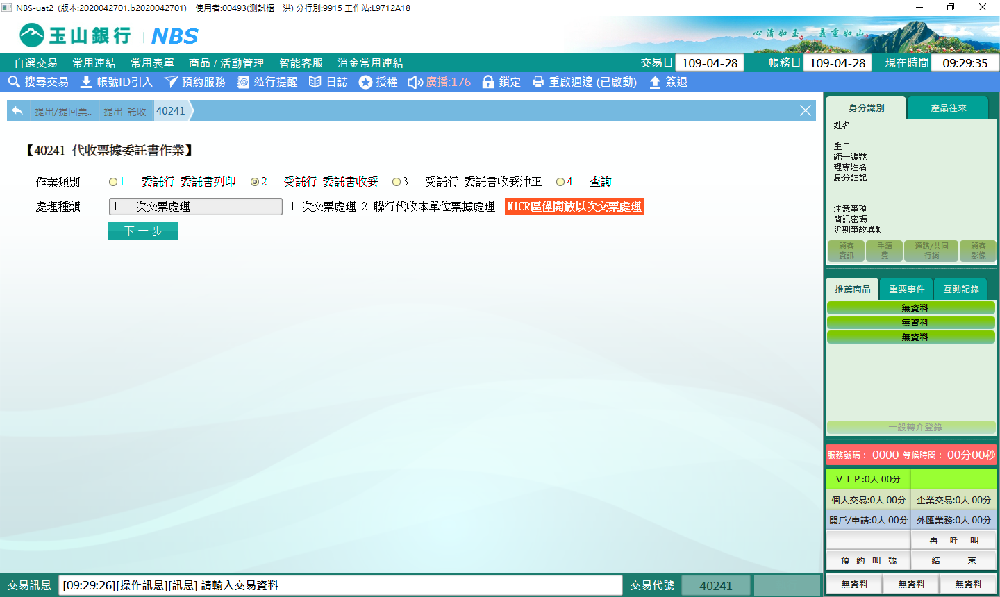 NBS-uat2 (版本:2020042701.b2020042701) 使用者:00493(測試櫃一洪) 分行別:9915 工作站:L9712A18
玉山銀行 | NBS
心清如玉。 義重如山。
自選交易 常用連結 常用表單 商品 / 活動管理 智能客服 消金常用連結 交易日 109-04-28 帳務日 109-04-28 現在時間 09:29:35
搜尋交易 帳號ID引入 預約服務 蒞行提醒 日誌 授權 廣播:176 鎖定 重啟週邊 (已啟動) 簽退
提出/提回票.. 提出-託收 40241
【40241 代收票據委託書作業】
作業類別 1 - 委託行-委託書列印 2 - 受託行-委託書收妥 3 - 受託行-委託書收妥沖正 4 - 查詢
處理種類 1 - 次交票處理 1-次交票處理 2-聯行代收本單位票據處理 MICR區僅開放以次交票處理
下一步
身分識別 產品往來
姓名
生日
統一編號
理專姓名
身分註記
注意事項
簡訊密碼
近期事故異動
顧客資訊 手續費 通路/共同行銷 顧客影像
推薦商品 重要事件 互動記錄
無資料
無資料
無資料
一般轉介登錄
服務號碼: 0000 等候時間: 00分00秒
ＶＩＰ:0人 00分
個人交易:0人 00分 企業交易:0人 00分
開戶/申請:0人 00分 外匯業務:0人 00分
再 呼 叫
預 約 叫 號 結 束
無資料 無資料 無資料
交易訊息 [09:29:26][操作訊息][訊息] 請輸入交易資料 交易代號 40241